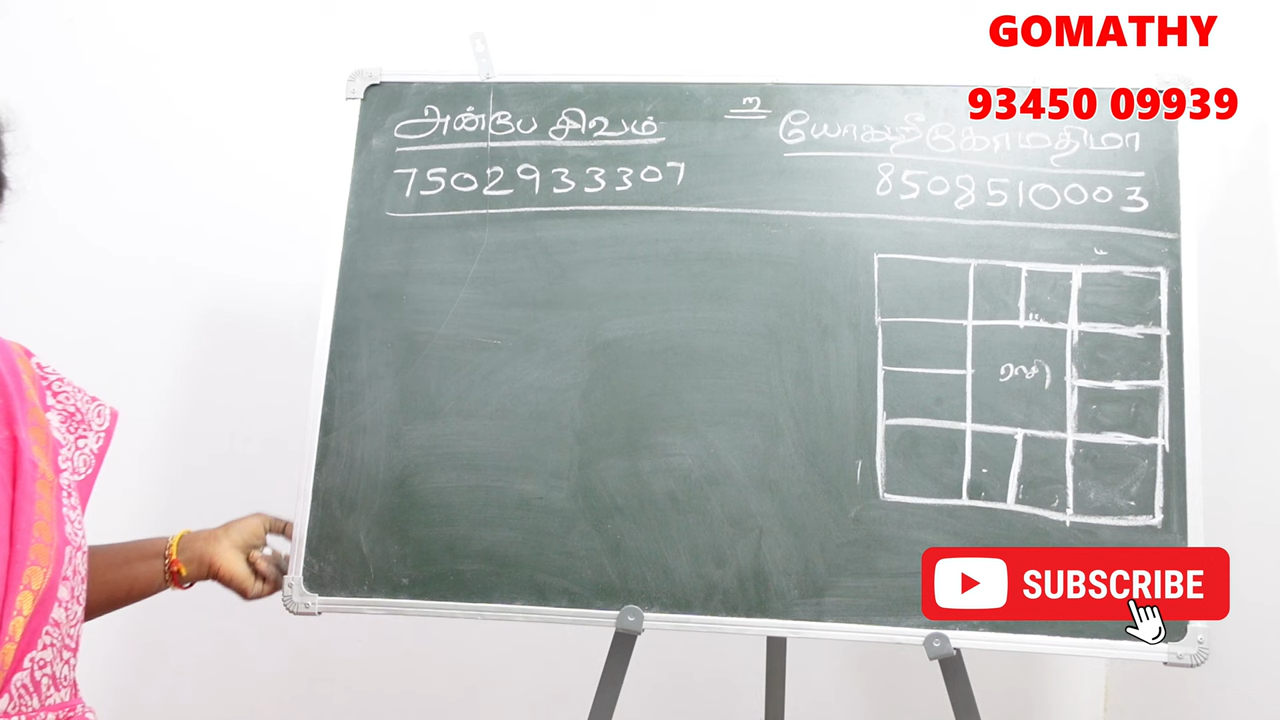 GOMATHY
93450 09939
உ
அன்பே சிவம்
யோகஸ்ரீகோமதிமா
7502933307
8508510003
ராசி
SUBSCRIBE